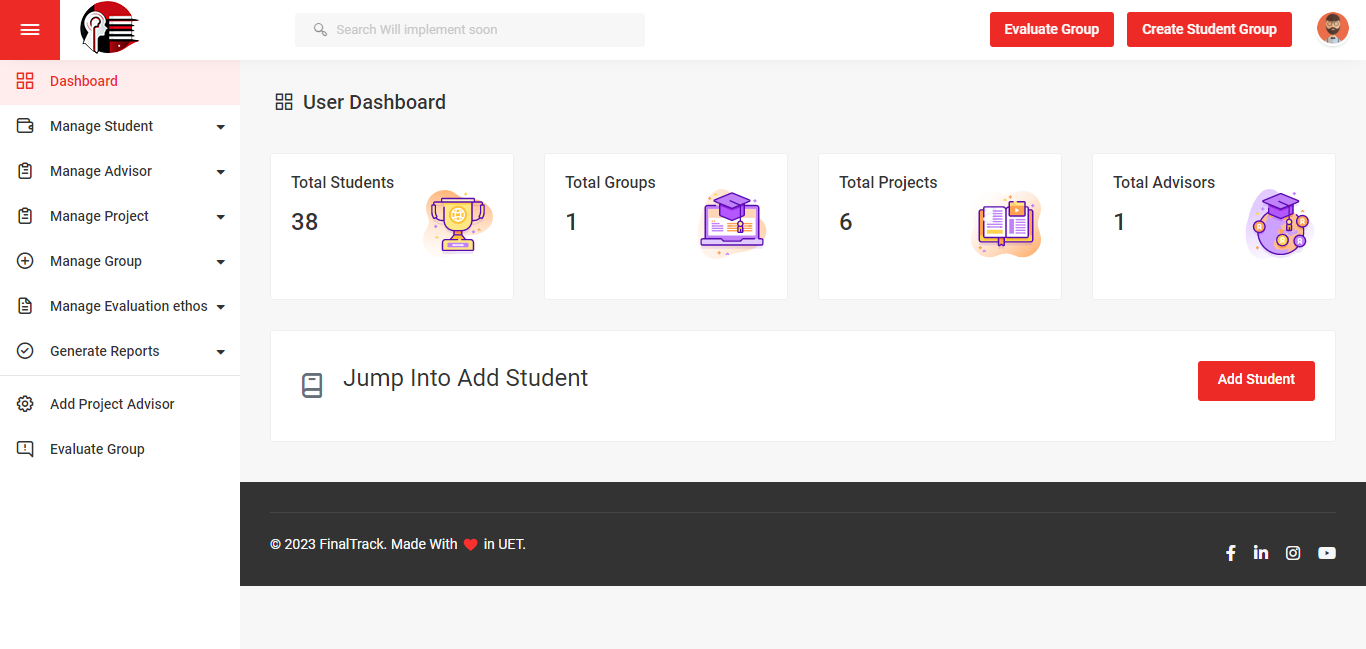 Search Will implement soon
Evaluate Group
Create Student Group
Dashboard
Manage Student
Manage Advisor
Manage Project
Manage Group
Manage Evaluation ethos
Generate Reports
Add Project Advisor
Evaluate Group
User Dashboard
Total Students
38
Total Groups
1
Total Projects
6
Total Advisors
1
Jump Into Add Student
Add Student
© 2023 FinalTrack. Made With ❤ in UET.